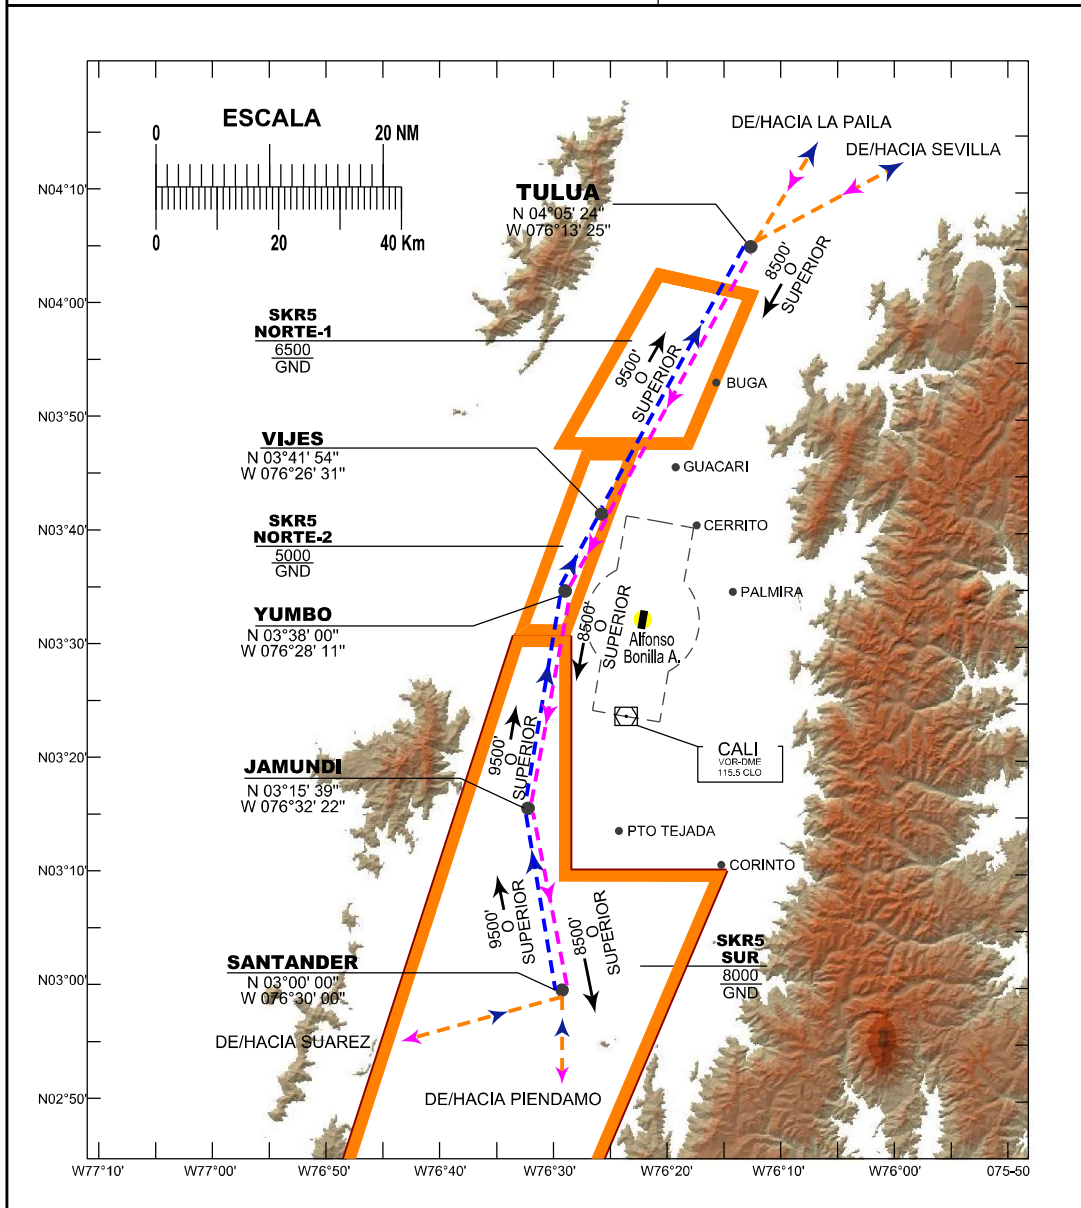 ESCALA
0
20 NM
0
20
40 Km
DE/HACIA LA PAILA
DE/HACIA SEVILLA
TULUA
N 04°05' 24"
W 076°13' 25"
8500'
O
SUPERIOR
SKR5
NORTE-1
6500
GND
9500'
O
SUPERIOR
BUGA
VIJES
N 03°41' 54"
W 076°26' 31"
GUACARI
SKR5
NORTE-2
5000
GND
CERRITO
PALMIRA
YUMBO
N 03°38' 00"
W 076°28' 11"
8500'
O
SUPERIOR
Alfonso
Bonilla A.
CALI
VOR-DME
115.5 CLO
9500'
O
SUPERIOR
JAMUNDI
N 03°15' 39"
W 076°32' 22"
PTO TEJADA
CORINTO
9500'
O
SUPERIOR
8500'
O
SUPERIOR
SKR5
SUR
8000
GND
SANTANDER
N 03°00' 00"
W 076°30' 00"
DE/HACIA SUAREZ
DE/HACIA PIENDAMO
N04°10'
N04°00'
N03°50'
N03°40'
N03°30'
N03°20'
N03°10'
N03°00'
N02°50'
W77°10'
W77°00'
W76°50'
W76°40'
W76°30'
W76°20'
W76°10'
W76°00'
075-50